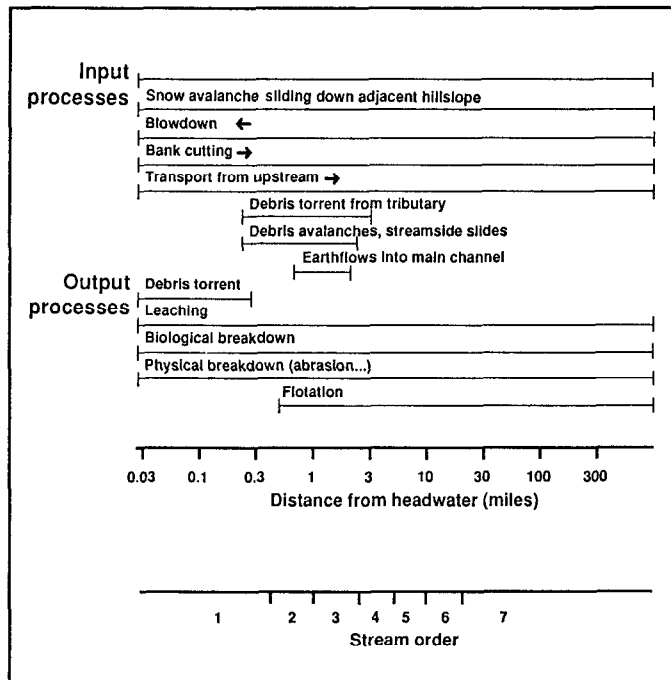 Input
processes
Snow avalanche sliding down adjacent hillslope
Blowdown ←
Bank cutting →
Transport from upstream →
Debris torrent from tributary
Debris avalanches, streamside slides
Earthflows into main channel
Output
processes
Debris torrent
Leaching
Biological breakdown
Physical breakdown (abrasion...)
Flotation
0.03 0.1 0.3 1 3 10 30 100 300
Distance from headwater (miles)
1 2 3 4 5 6 7
Stream order